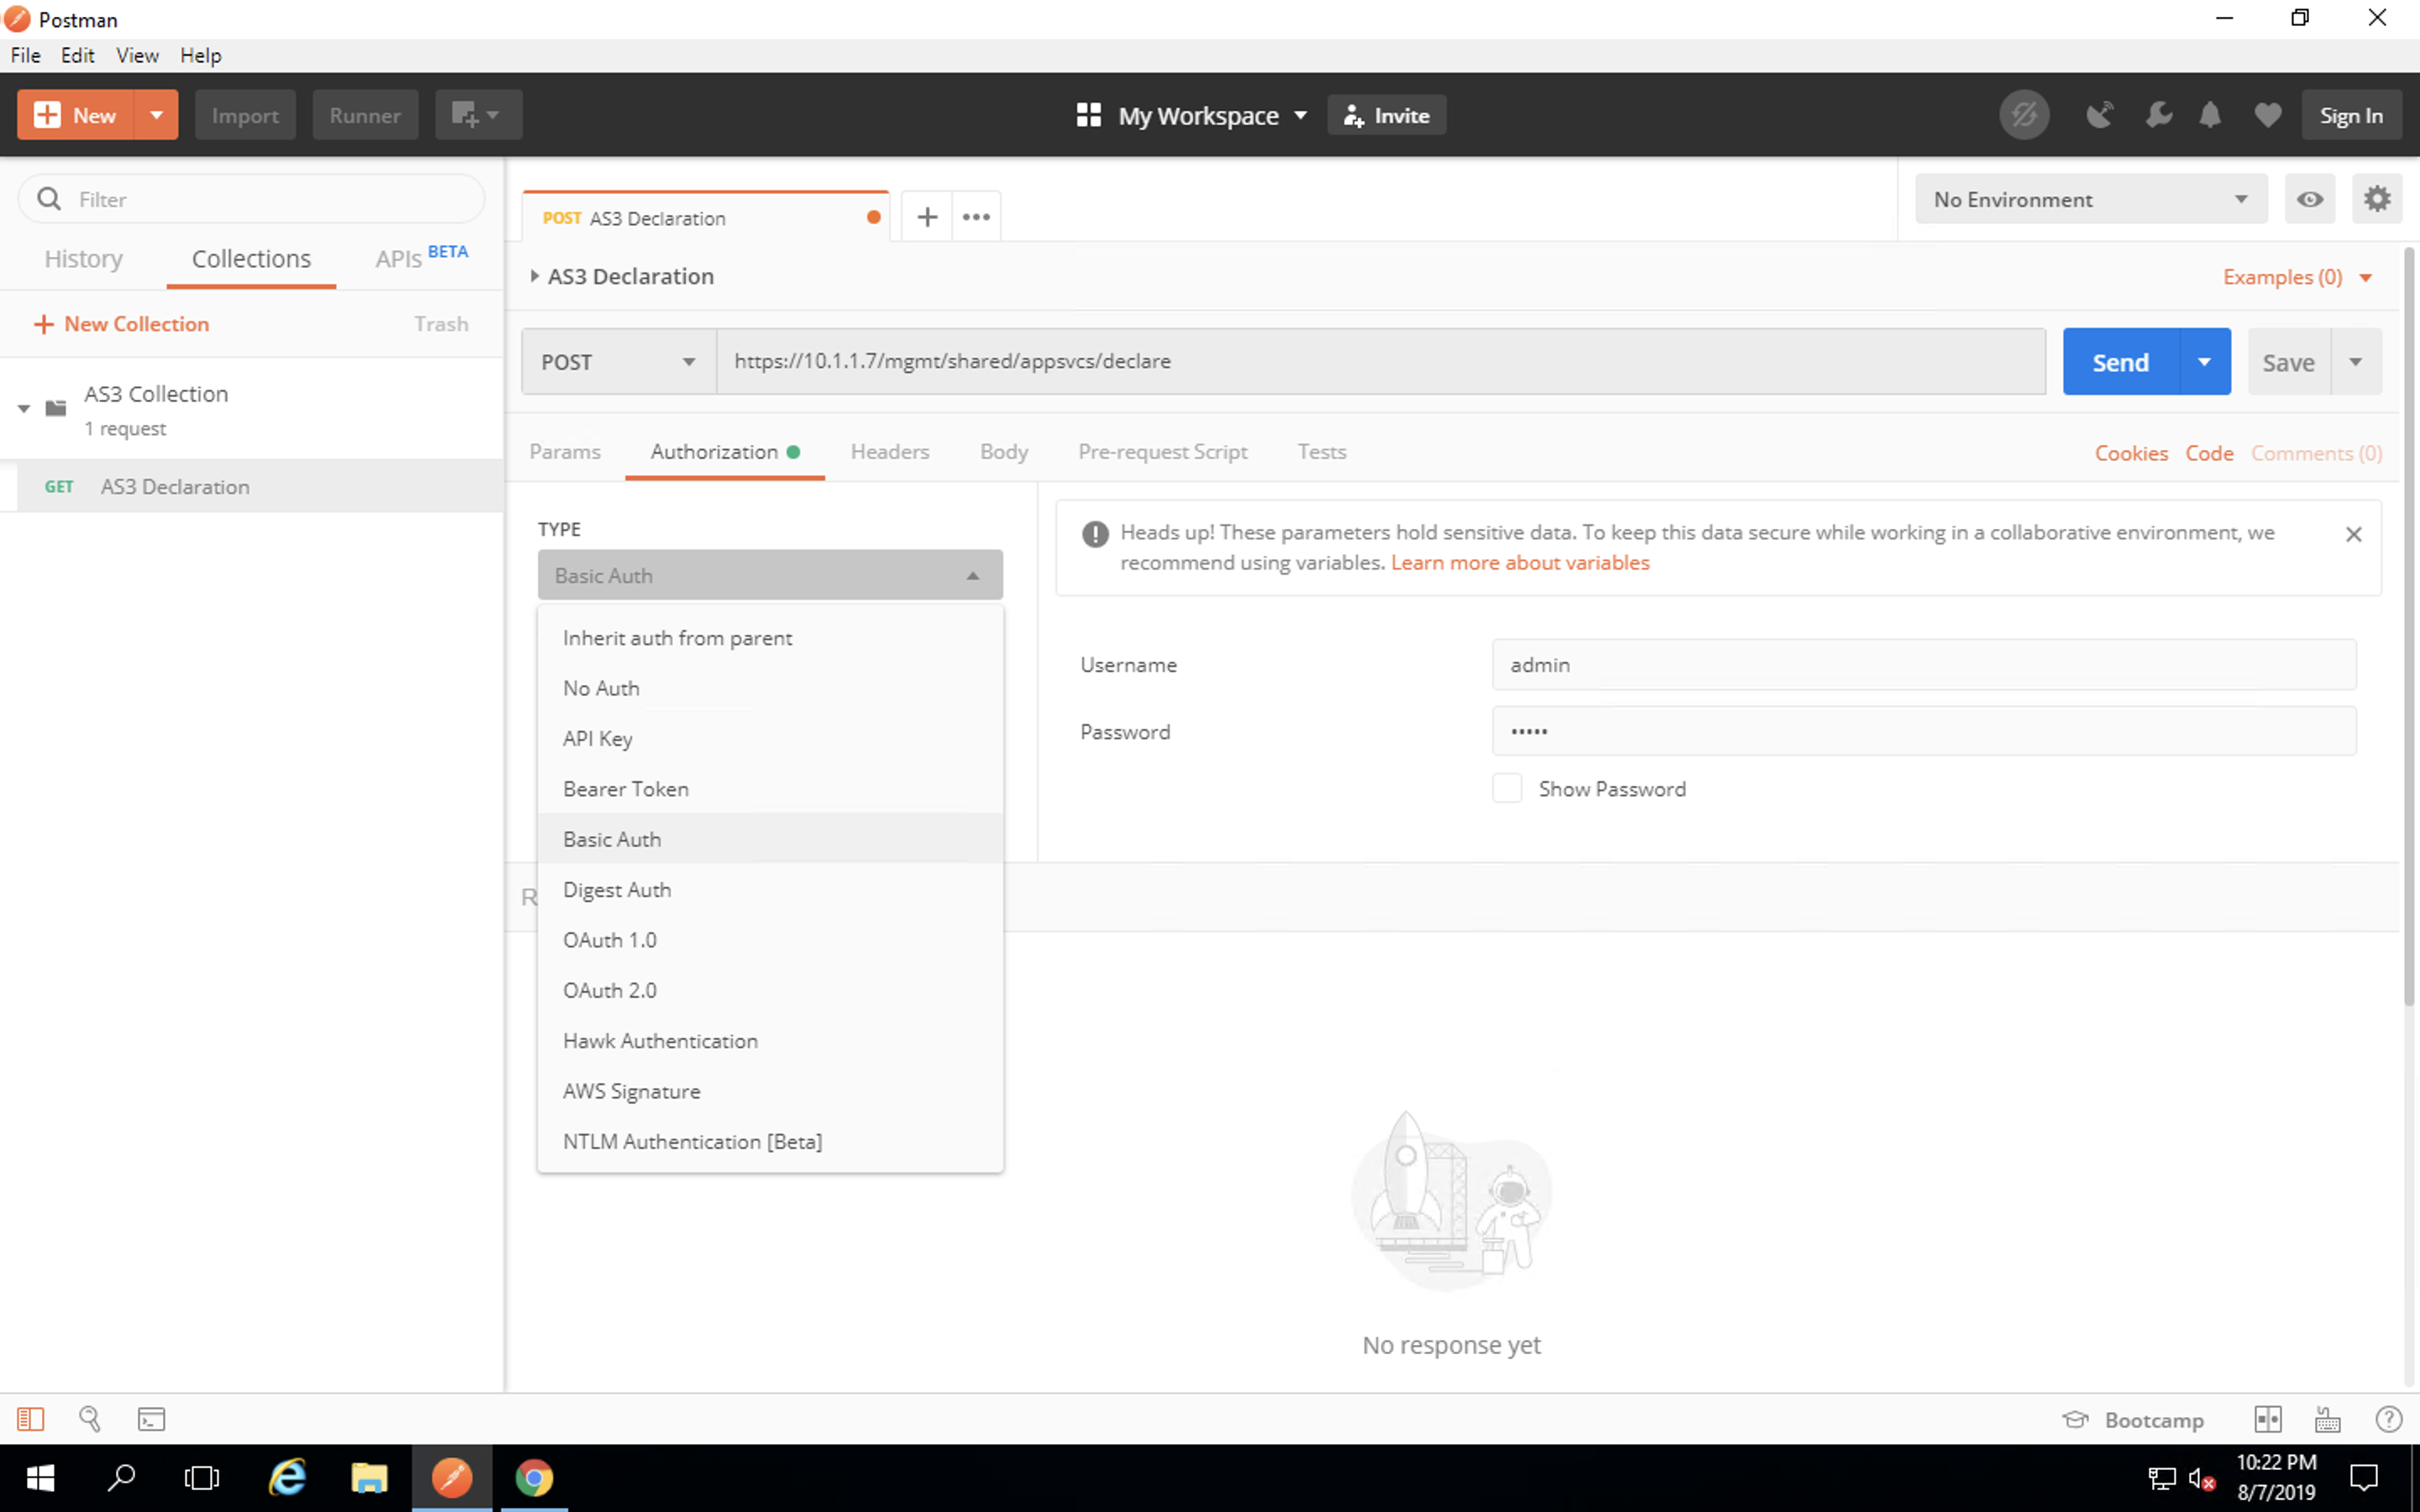 Postman
File Edit View Help
New Import Runner My Workspace Invite Sign In
Filter
History Collections APIs BETA
New Collection Trash
AS3 Collection
1 request
GET AS3 Declaration
POST AS3 Declaration
No Environment
AS3 Declaration
Examples (0)
POST https://10.1.1.7/mgmt/shared/appsvcs/declare Send Save
Params Authorization Headers Body Pre-request Script Tests Cookies Code Comments (0)
TYPE
Basic Auth
Inherit auth from parent
No Auth
API Key
Bearer Token
Basic Auth
Digest Auth
OAuth 1.0
OAuth 2.0
Hawk Authentication
AWS Signature
NTLM Authentication [Beta]
Heads up! These parameters hold sensitive data. To keep this data secure while working in a collaborative environment, we
recommend using variables. Learn more about variables
Username admin
Password •••••
Show Password
R
No response yet
Bootcamp
10:22 PM
8/7/2019